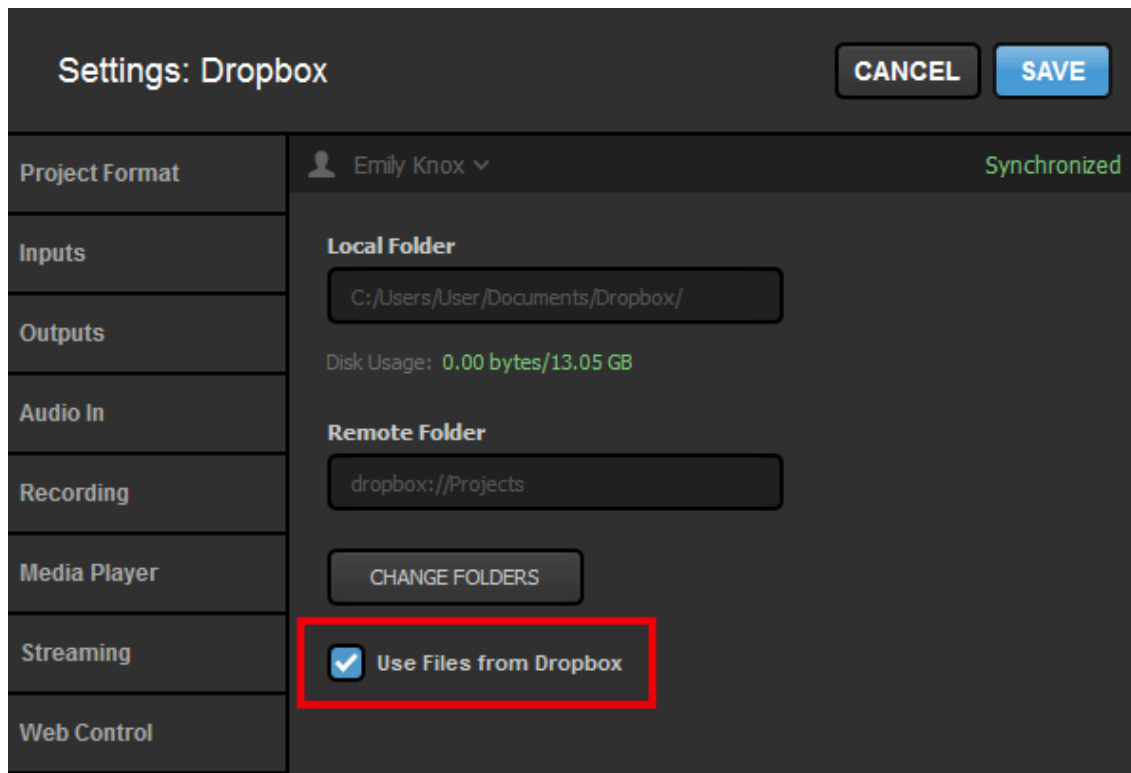 Settings: Dropbox
CANCEL
SAVE
Project Format
Inputs
Outputs
Audio In
Recording
Media Player
Streaming
Web Control
Emily Knox
Synchronized
Local Folder
C:/Users/User/Documents/Dropbox/
Disk Usage: 0.00 bytes/13.05 GB
Remote Folder
dropbox://Projects
CHANGE FOLDERS
Use Files from Dropbox